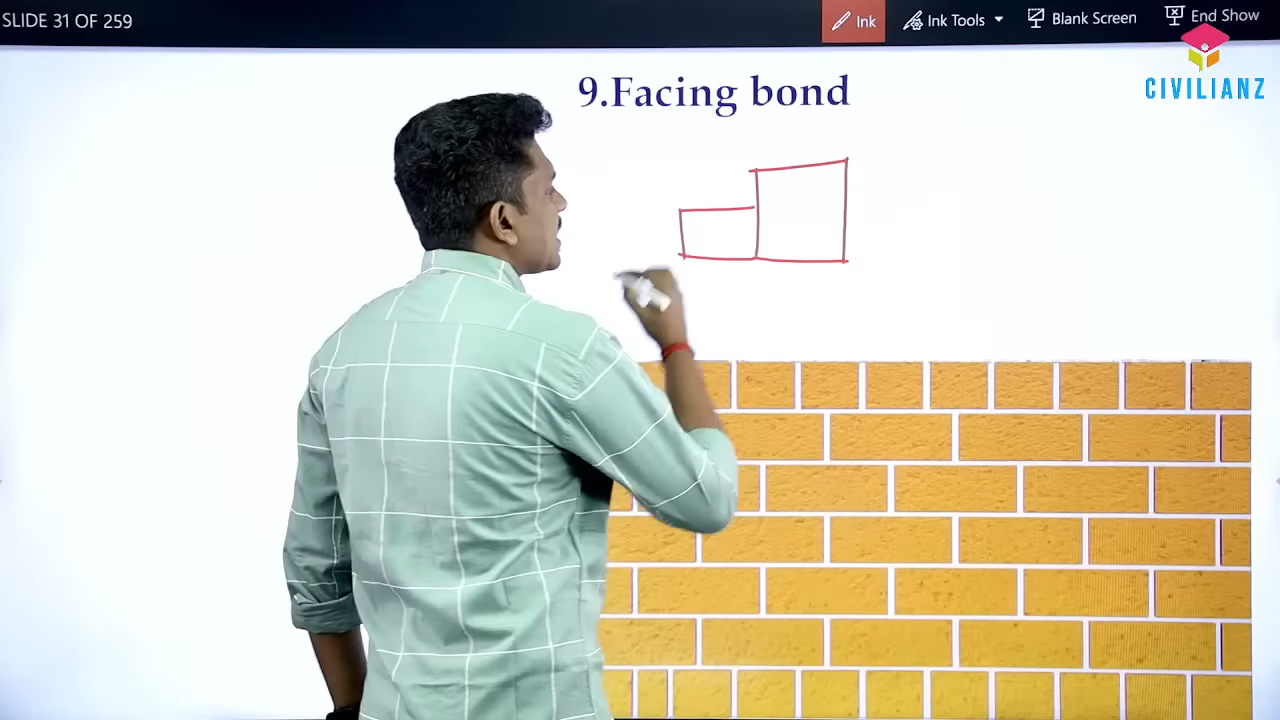 SLIDE 31 OF 259
Ink
Ink Tools
Blank Screen
End Show
CIVILIANZ
9.Facing bond